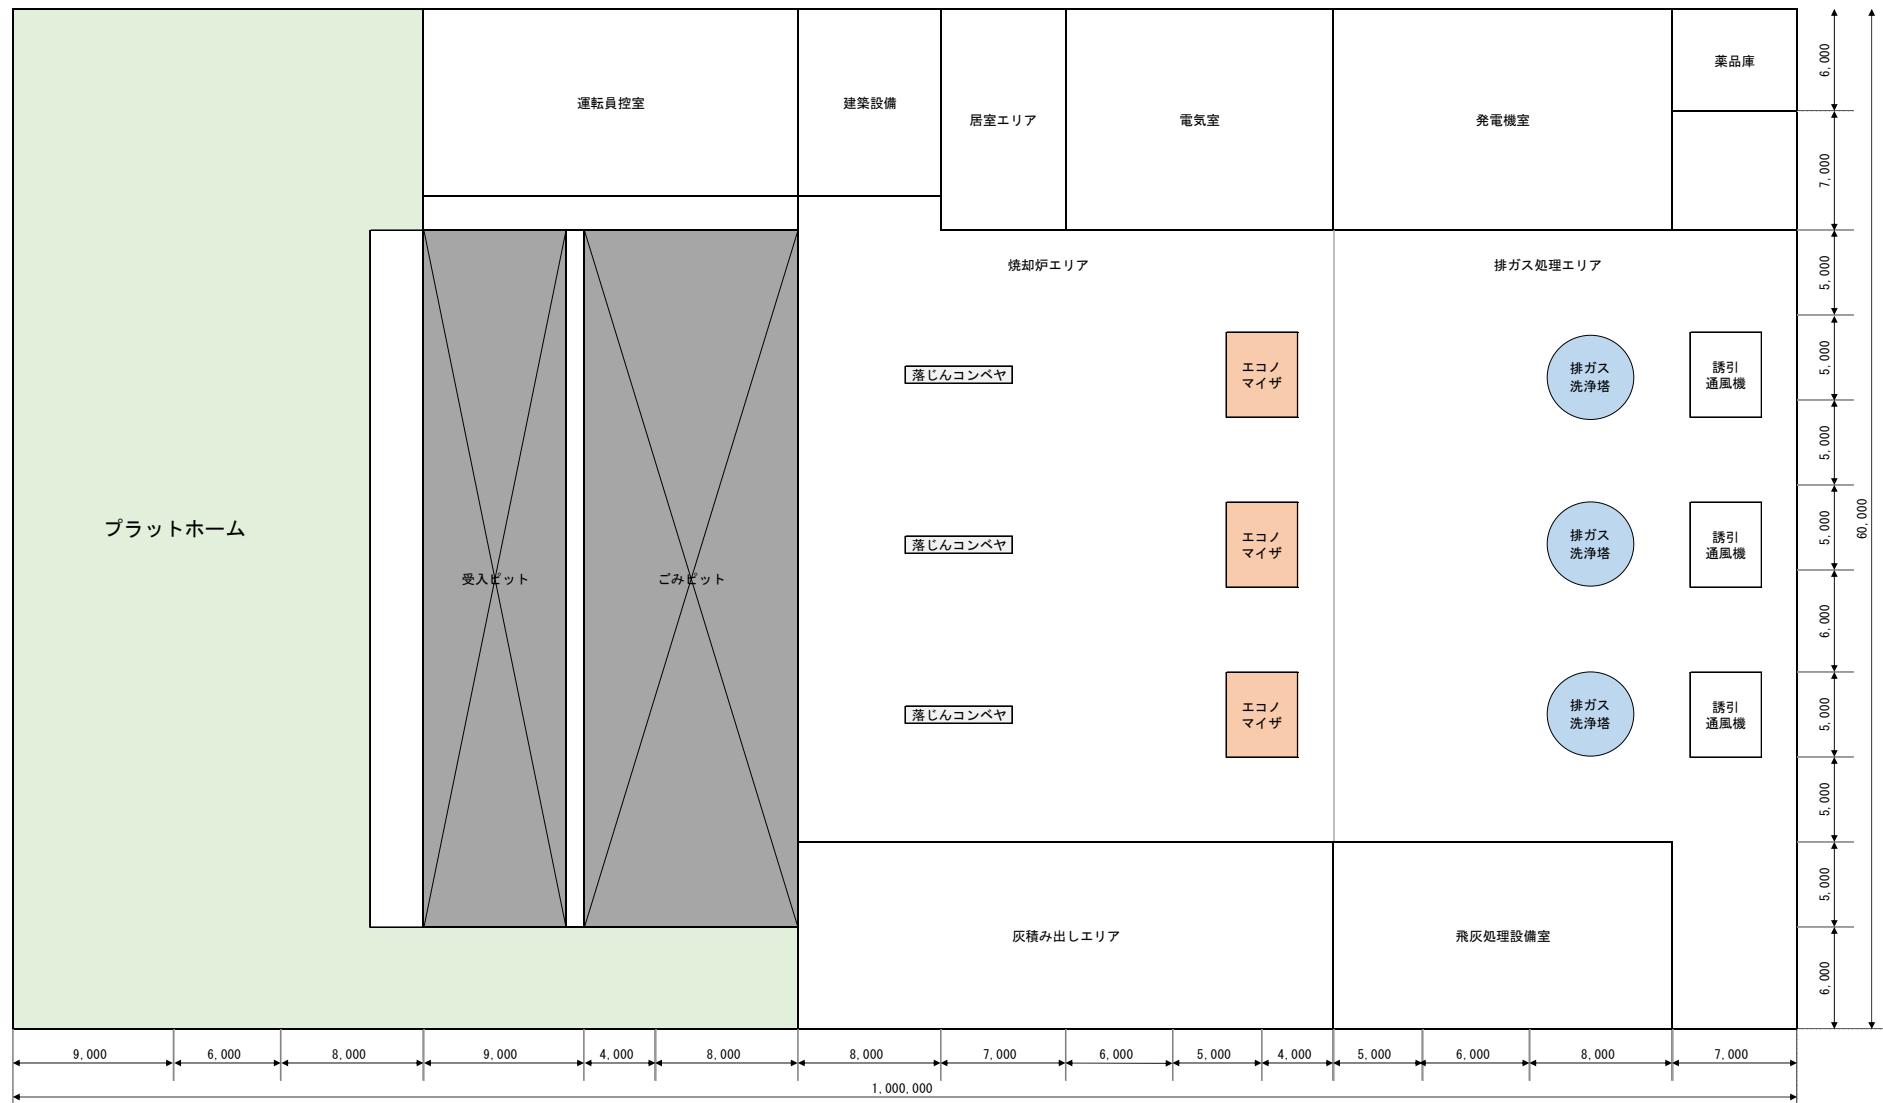 運転員控室
建築設備
居室エリア
電気室
発電機室
薬品庫
焼却炉エリア
排ガス処理エリア
落じんコンベヤ
エコノ
マイザ
排ガス
洗浄塔
誘引
通風機
プラットホーム
落じんコンベヤ
エコノ
マイザ
排ガス
洗浄塔
誘引
通風機
受入ピット
ごみピット
落じんコンベヤ
エコノ
マイザ
排ガス
洗浄塔
誘引
通風機
灰積み出しエリア
飛灰処理設備室
6,000
7,000
5,000
5,000
5,000
5,000
6,000
5,000
5,000
5,000
6,000
60,000
9,000
6,000
8,000
9,000
4,000
8,000
8,000
7,000
6,000
5,000
4,000
5,000
6,000
8,000
7,000
1,000,000